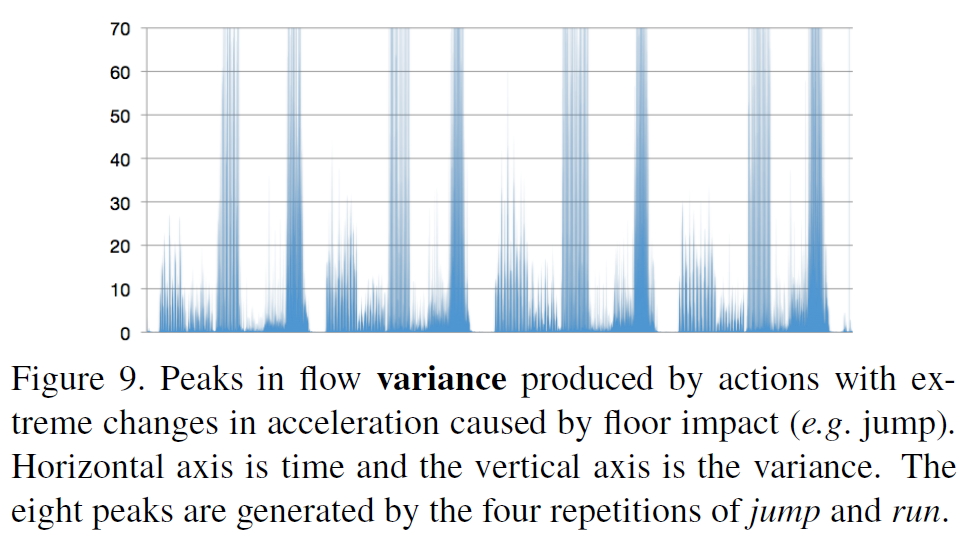 70
60
50
40
30
20
10
0
Figure 9. Peaks in flow variance produced by actions with ex-
treme changes in acceleration caused by floor impact (e.g. jump).
Horizontal axis is time and the vertical axis is the variance. The
eight peaks are generated by the four repetitions of jump and run.